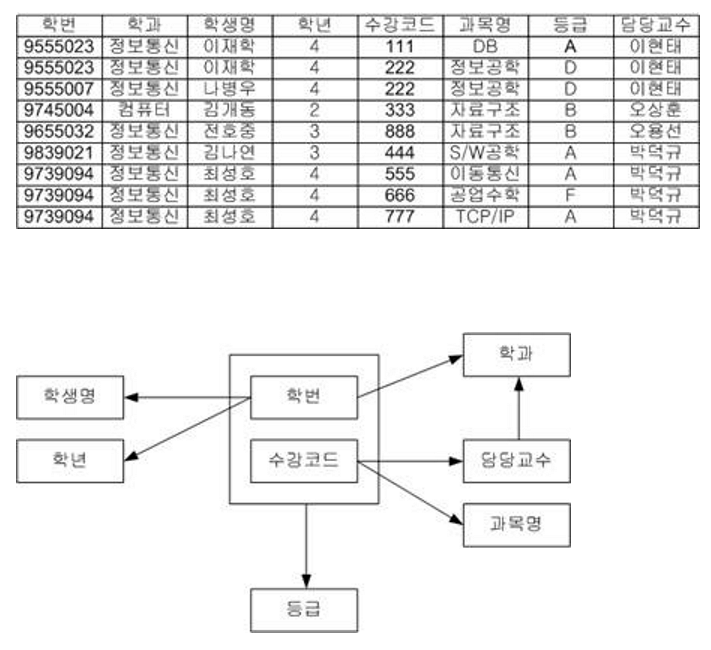 학번 학과 학생명 학년 수강코드 과목명 등급 담당교수
9555023 정보통신 이재학 4 111 DB A 이현태
9555023 정보통신 이재학 4 222 정보공학 D 이현태
9555007 정보통신 나병우 4 222 정보공학 D 이현태
9745004 컴퓨터 김개동 2 333 자료구조 B 오상훈
9655032 정보통신 전호중 3 888 자료구조 B 오용선
9839021 정보통신 김나연 3 444 S/W공학 A 박덕규
9739094 정보통신 최성호 4 555 이동통신 A 박덕규
9739094 정보통신 최성호 4 666 공업수학 F 박덕규
9739094 정보통신 최성호 4 777 TCP/IP A 박덕규
학과
학생명 학번
학년 수강코드 담당교수
과목명
등급